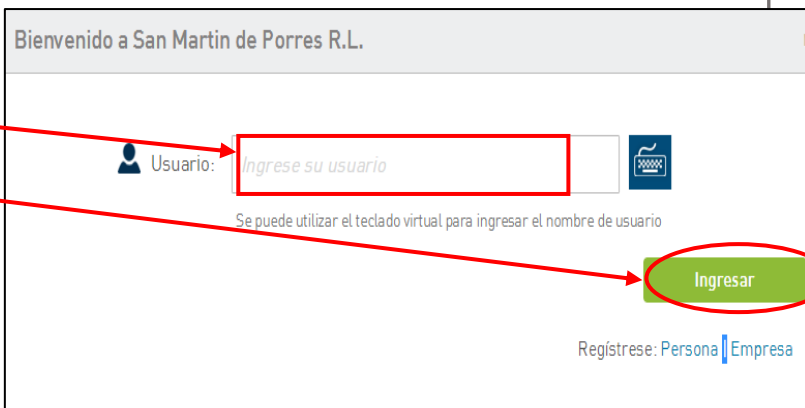 Bienvenido a San Martin de Porres R.L.
Usuario:
Ingrese su usuario
Se puede utilizar el teclado virtual para ingresar el nombre de usuario
Ingresar
Regístrese: Persona | Empresa